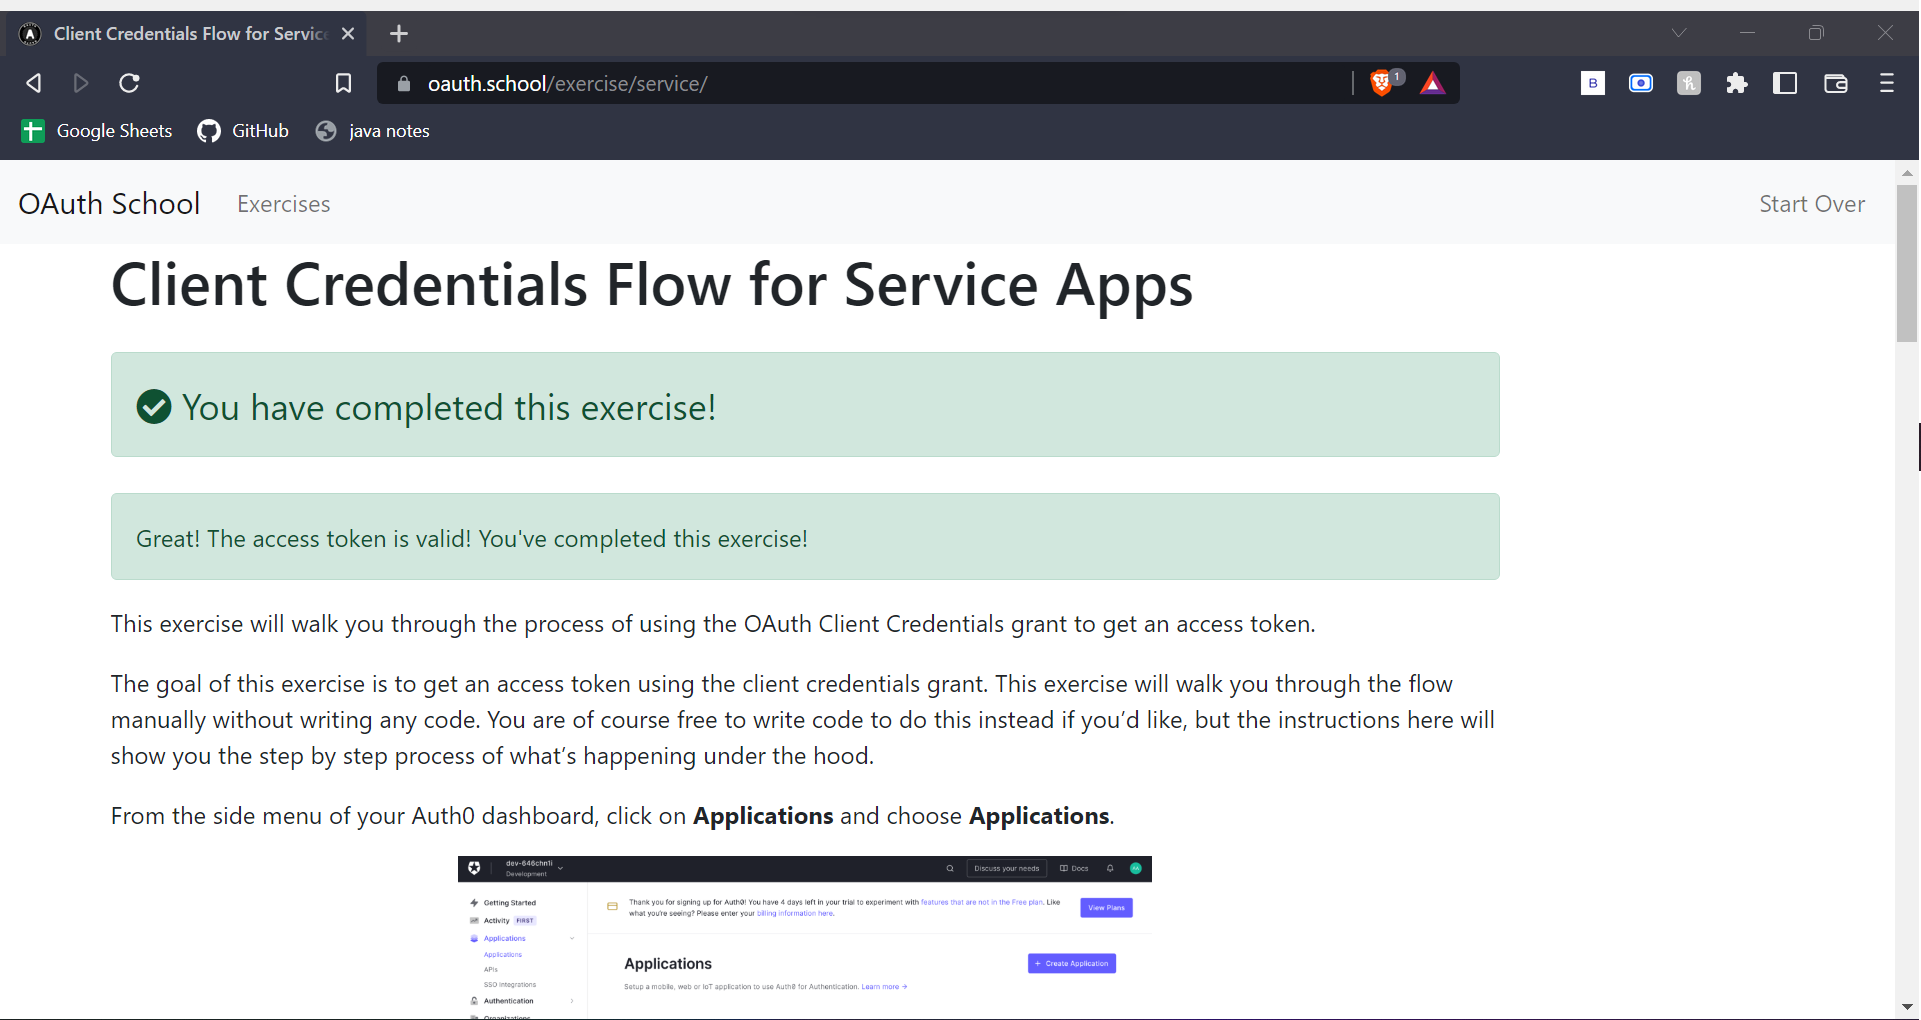 Client Credentials Flow for Servic
oauth.school/exercise/service/
1
B
Google Sheets
GitHub
java notes
OAuth School
Exercises
Start Over
Client Credentials Flow for Service Apps
You have completed this exercise!
Great! The access token is valid! You've completed this exercise!
This exercise will walk you through the process of using the OAuth Client Credentials grant to get an access token.
The goal of this exercise is to get an access token using the client credentials grant. This exercise will walk you through the flow
manually without writing any code. You are of course free to write code to do this instead if you’d like, but the instructions here will
show you the step by step process of what’s happening under the hood.
From the side menu of your Auth0 dashboard, click on Applications and choose Applications.
dev-646chn1i
Development
Discuss your needs
Docs
Getting Started
Activity FIRST
Applications
Applications
APIs
SSO Integrations
Authentication
Organizations
Thank you for signing up for Auth0! You have 4 days left in your trial to experiment with features that are not in the Free plan. Like
what you're seeing? Please enter your billing information here.
View Plans
Applications
+ Create Application
Setup a mobile, web or IoT application to use Auth0 for Authentication. Learn more →